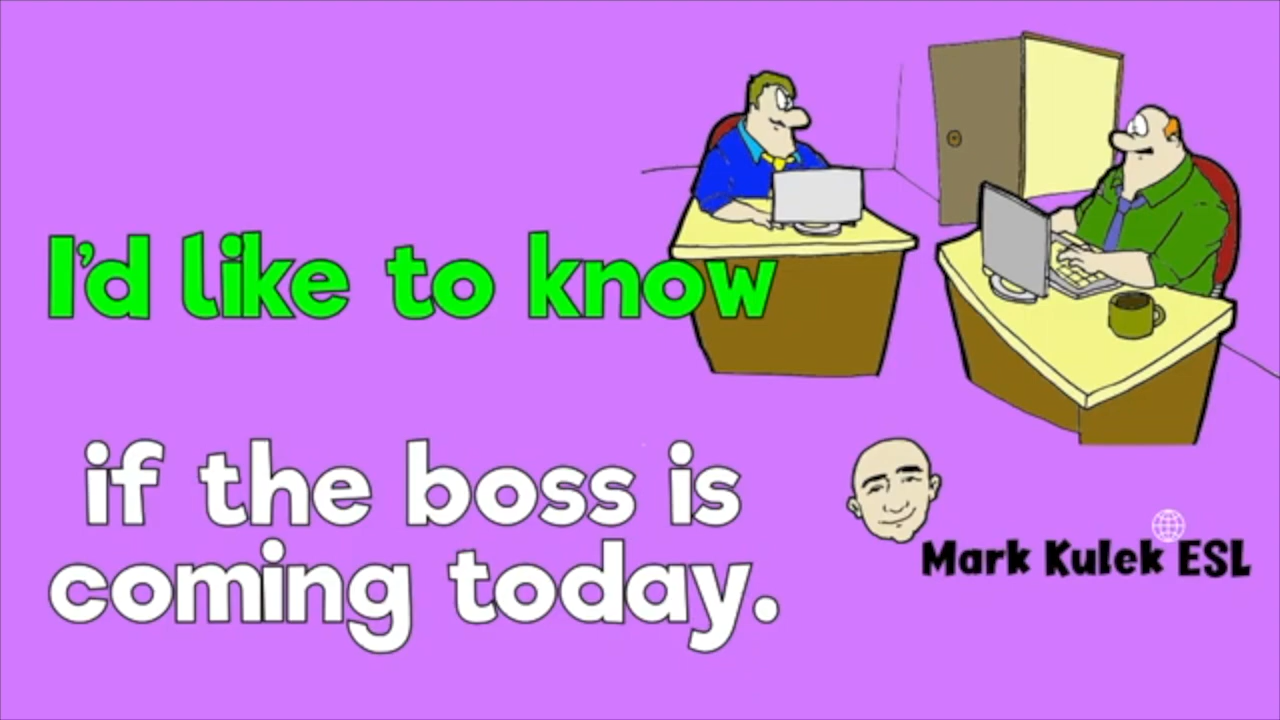 I'd like to know
if the boss is
coming today.
Mark Kulek ESL